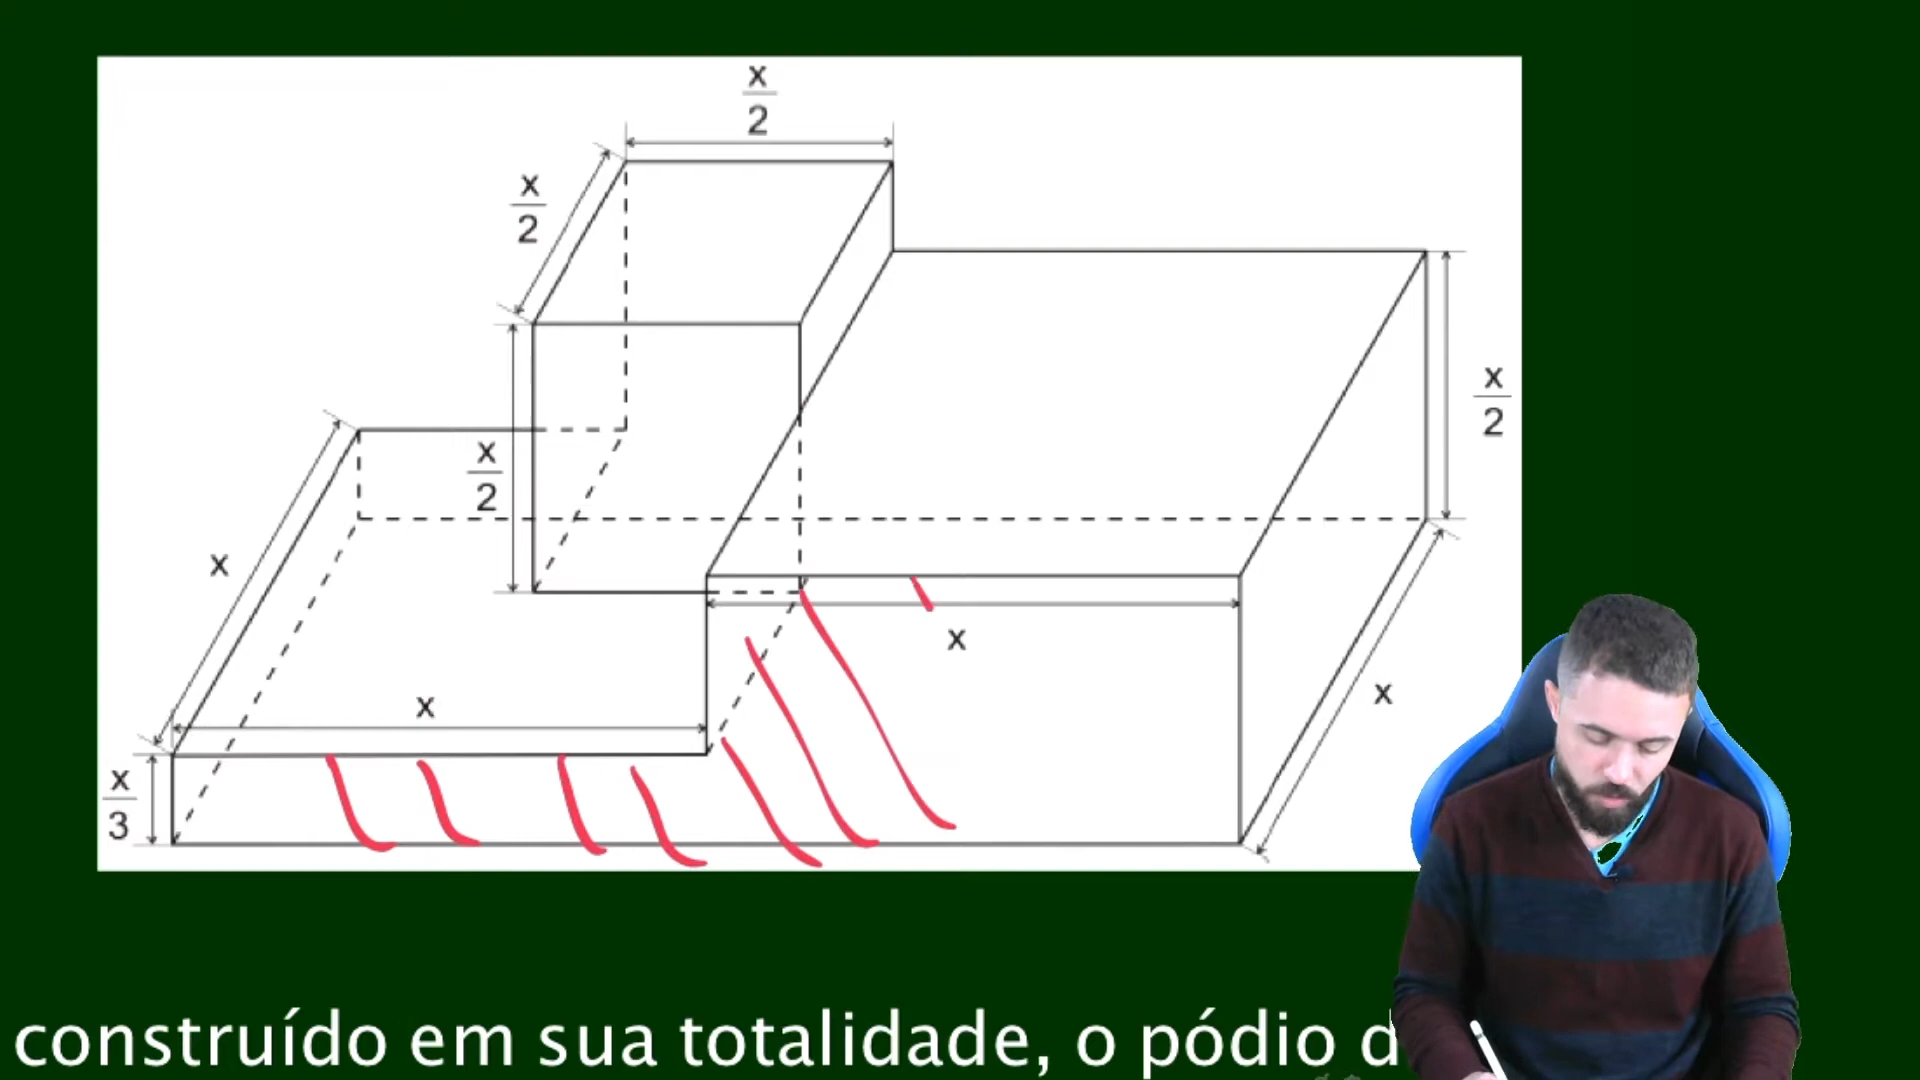 x/2
x/2
x/2
x/2
x
x
x
x
x/3
construído em sua totalidade, o pódio d